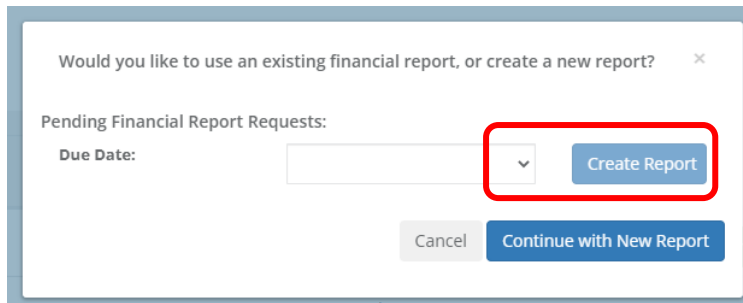 Would you like to use an existing financial report, or create a new report? ×
Pending Financial Report Requests:
Due Date: Create Report
Cancel Continue with New Report